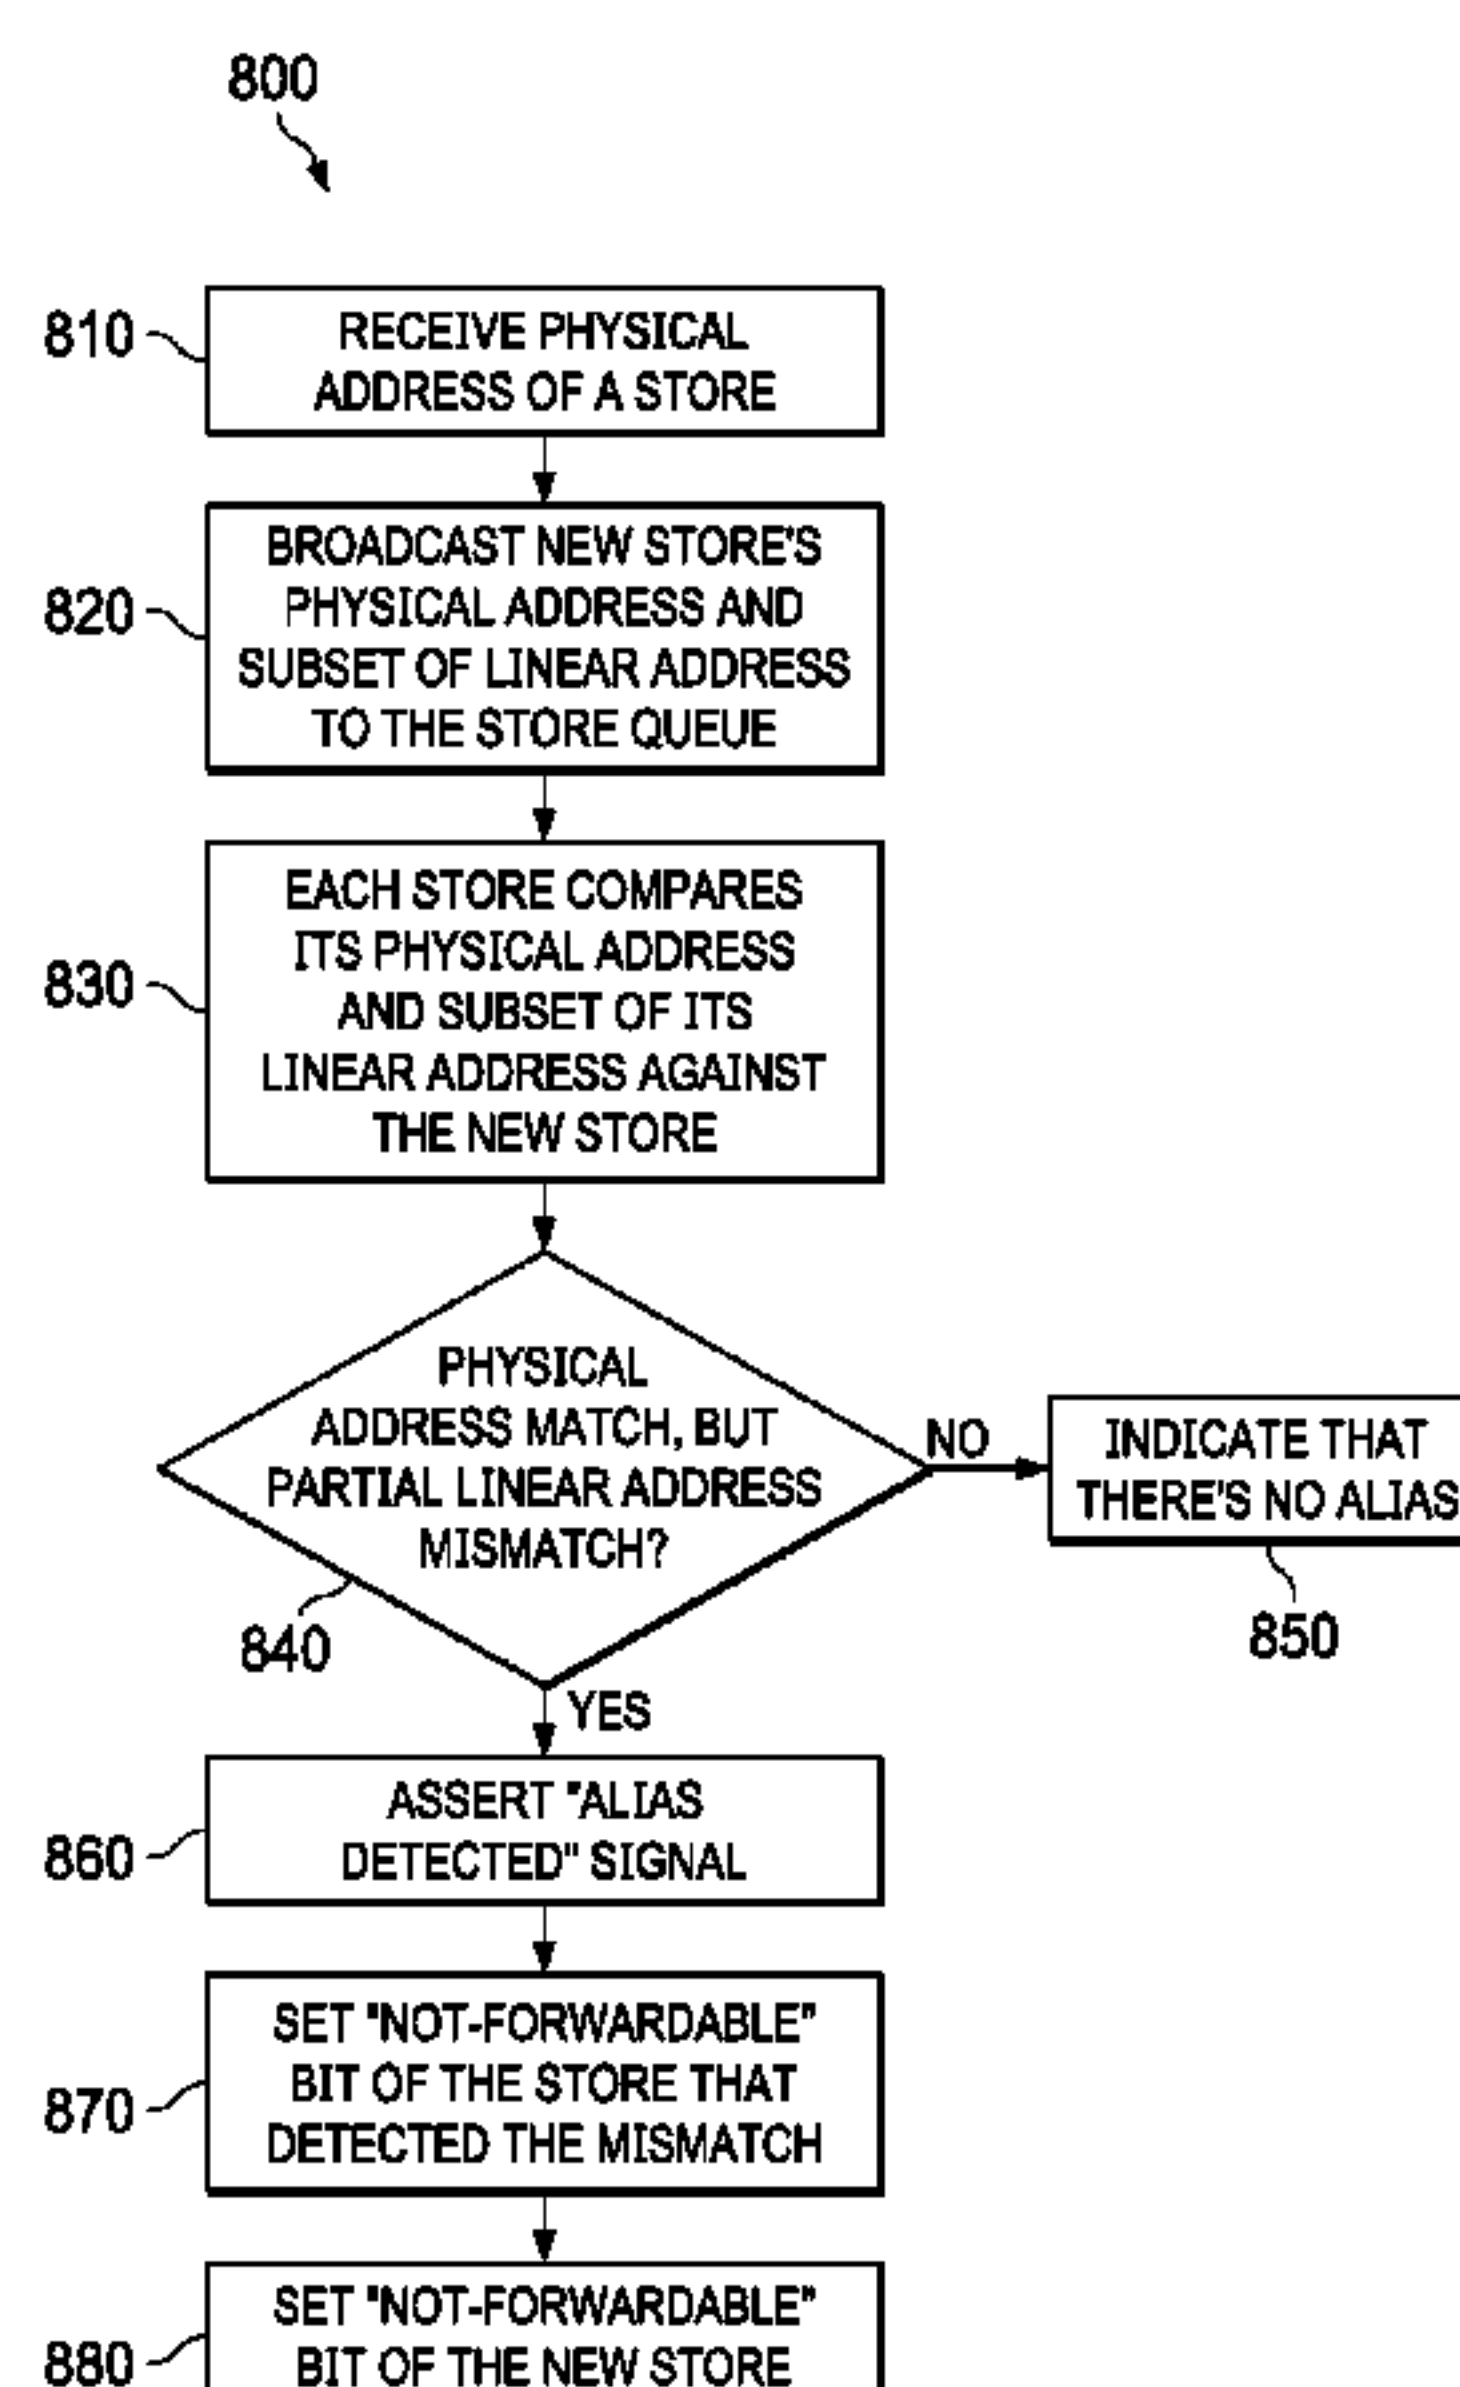 800
810
RECEIVE PHYSICAL
ADDRESS OF A STORE
820
BROADCAST NEW STORE'S
PHYSICAL ADDRESS AND
SUBSET OF LINEAR ADDRESS
TO THE STORE QUEUE
830
EACH STORE COMPARES
ITS PHYSICAL ADDRESS
AND SUBSET OF ITS
LINEAR ADDRESS AGAINST
THE NEW STORE
PHYSICAL
ADDRESS MATCH, BUT
PARTIAL LINEAR ADDRESS
MISMATCH?
840
NO
INDICATE THAT
THERE'S NO ALIAS
850
YES
860
ASSERT "ALIAS
DETECTED" SIGNAL
870
SET "NOT-FORWARDABLE"
BIT OF THE STORE THAT
DETECTED THE MISMATCH
880
SET "NOT-FORWARDABLE"
BIT OF THE NEW STORE